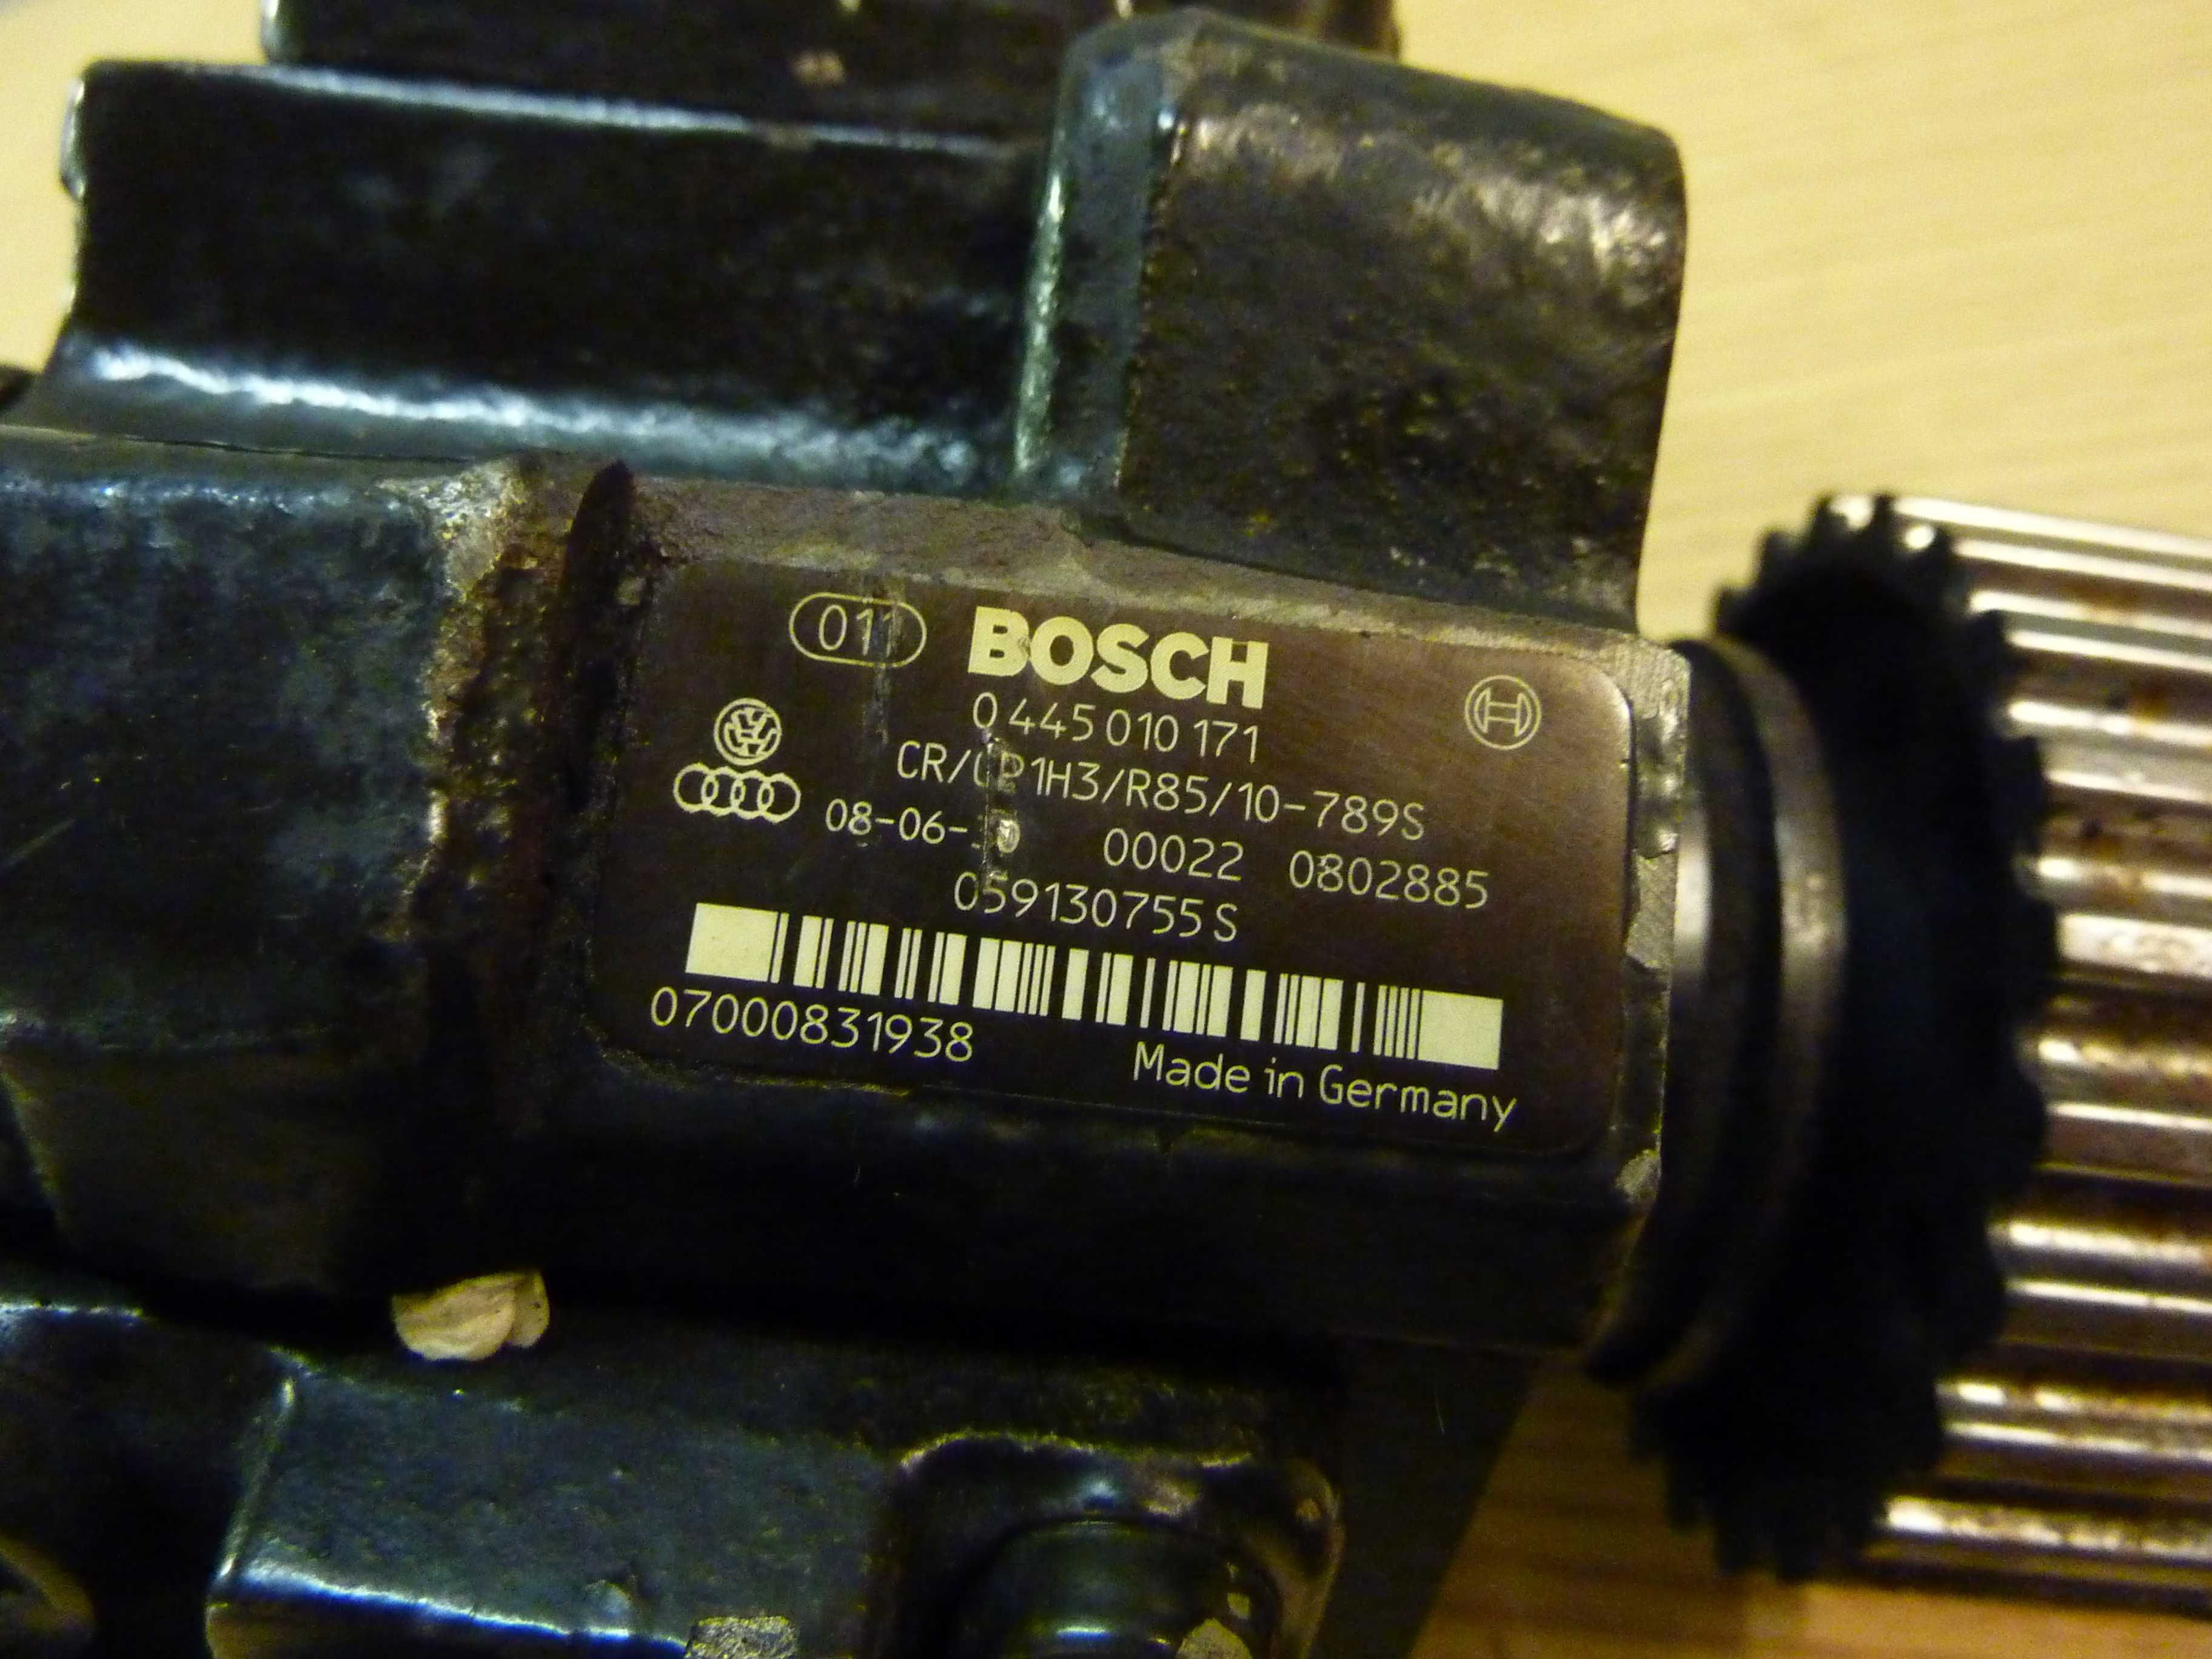 011 BOSCH
0 445 010 171
CR/CP1H3/R85/10-789S
08-06- 00022 0802885
059130755S
07000831938
Made in Germany